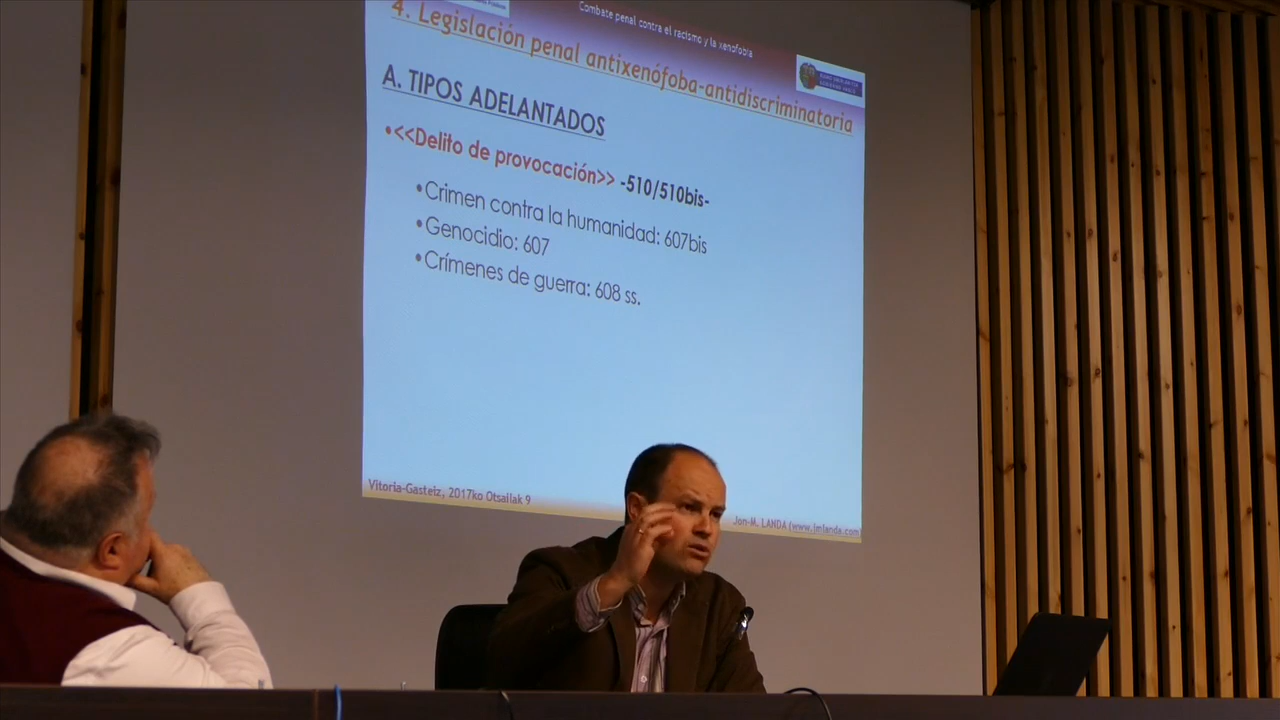 Combate penal contra el racismo y la xenofobia
4. Legislación penal antixenófoba-antidiscriminatoria
A. TIPOS ADELANTADOS
•<<Delito de provocación>> -510/510bis-
•Crimen contra la humanidad: 607bis
•Genocidio: 607
•Crímenes de guerra: 608 ss.
Vitoria-Gasteiz, 2017ko Otsailak 9
Jon-M. LANDA (www.jmlanda.com)